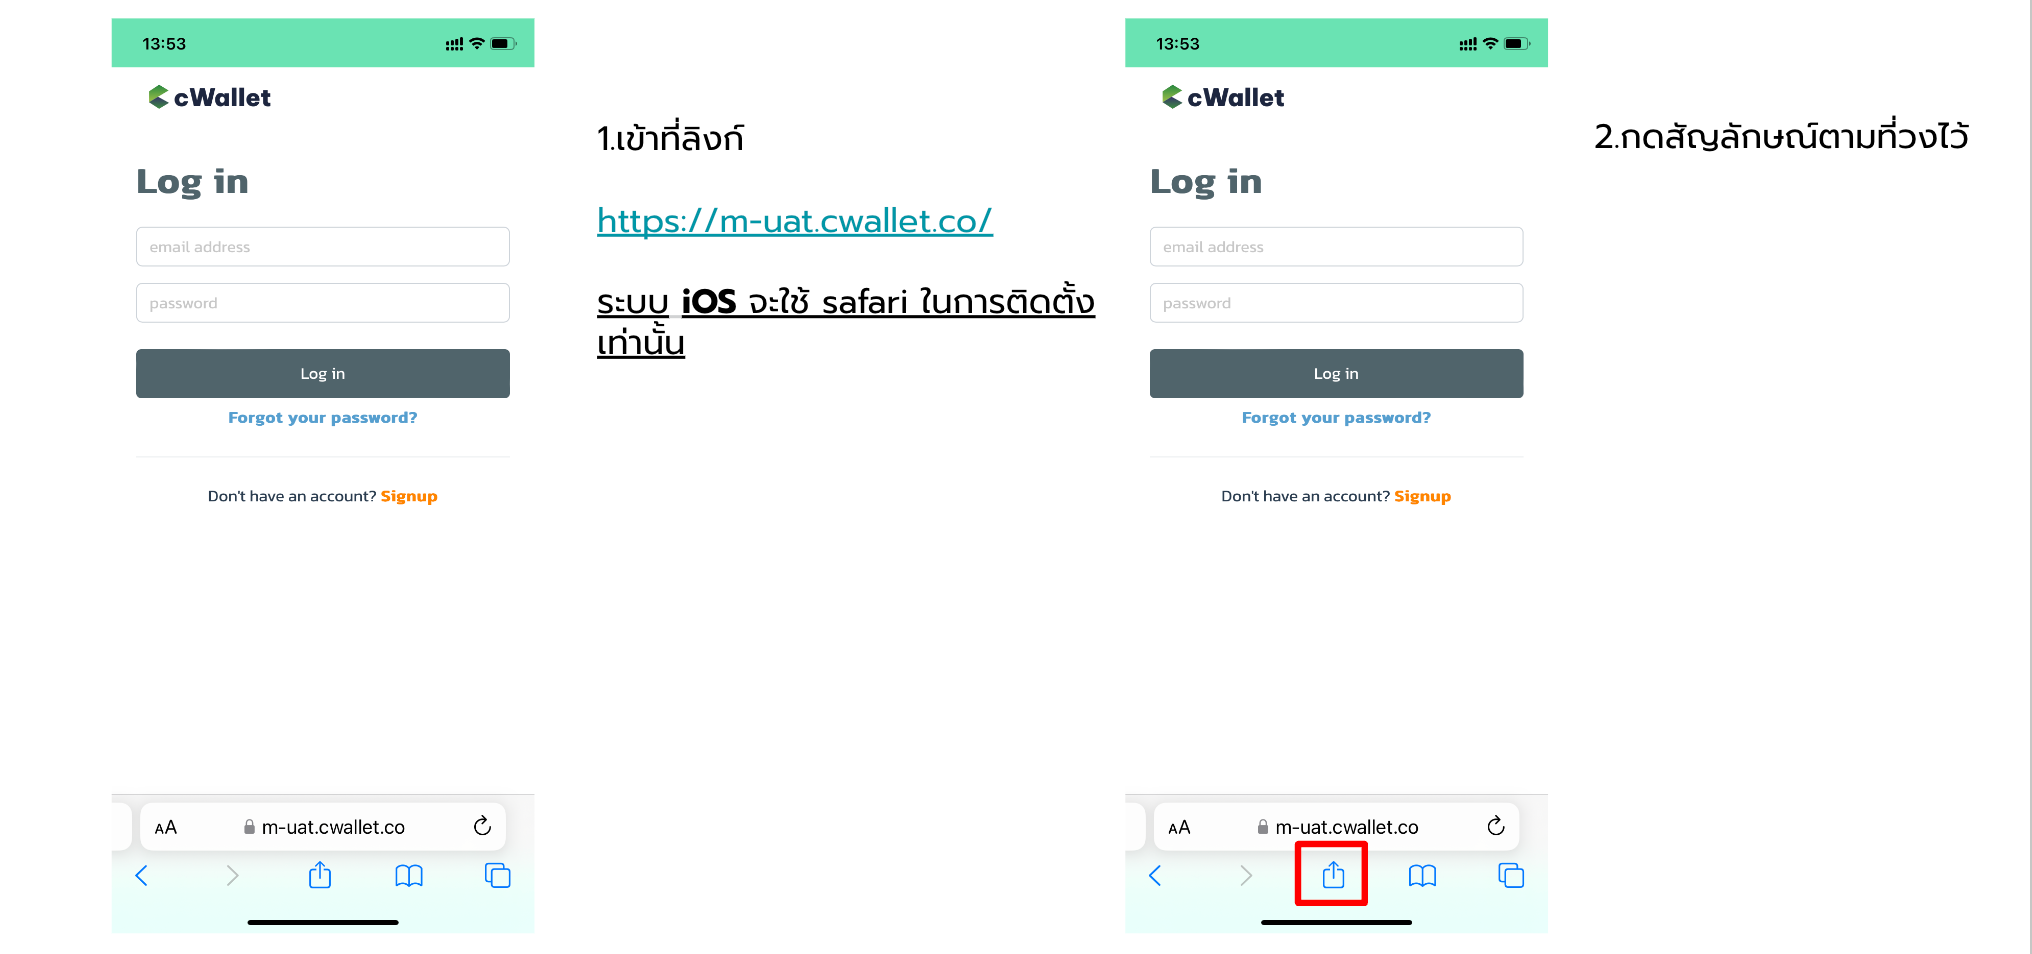 13:53
cWallet
Log in
email address
password
Log in
Forgot your password?
Don't have an account? Signup
AA m-uat.cwallet.co
1.เข้าที่ลิงก์
https://m-uat.cwallet.co/
ระบบ iOS จะใช้ safari ในการติดตั้ง
เท่านั้น
13:53
cWallet
Log in
email address
password
Log in
Forgot your password?
Don't have an account? Signup
AA m-uat.cwallet.co
2.กดสัญลักษณ์ตามที่วงไว้